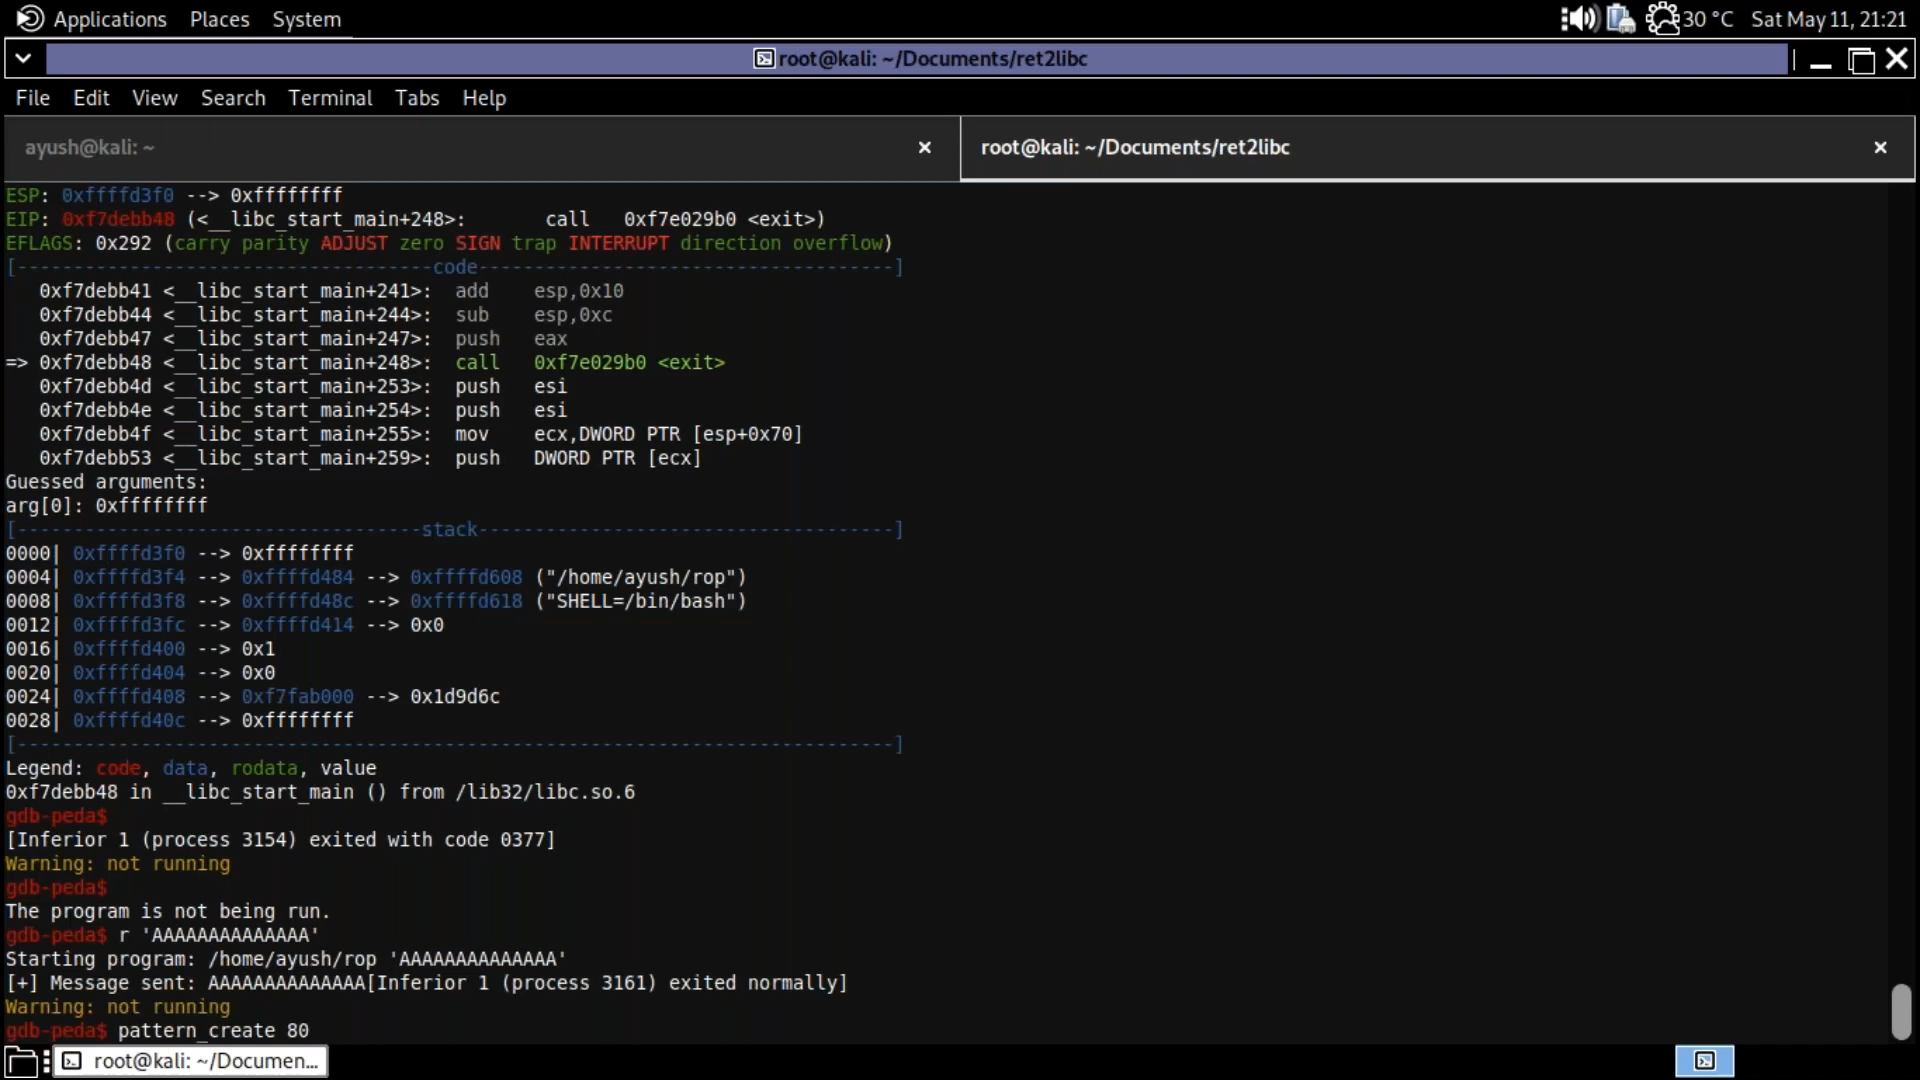 Applications Places System 30 °C Sat May 11, 21:21
root@kali: ~/Documents/ret2libc
File Edit View Search Terminal Tabs Help
ayush@kali: ~ × root@kali: ~/Documents/ret2libc ×
ESP: 0xffffd3f0 --> 0xffffffff
EIP: 0xf7debb48 (<__libc_start_main+248>:       call   0xf7e029b0 <exit>)
EFLAGS: 0x292 (carry parity ADJUST zero SIGN trap INTERRUPT direction overflow)
[-------------------------------------code-------------------------------------]
   0xf7debb41 <__libc_start_main+241>:  add    esp,0x10
   0xf7debb44 <__libc_start_main+244>:  sub    esp,0xc
   0xf7debb47 <__libc_start_main+247>:  push   eax
=> 0xf7debb48 <__libc_start_main+248>:  call   0xf7e029b0 <exit>
   0xf7debb4d <__libc_start_main+253>:  push   esi
   0xf7debb4e <__libc_start_main+254>:  push   esi
   0xf7debb4f <__libc_start_main+255>:  mov    ecx,DWORD PTR [esp+0x70]
   0xf7debb53 <__libc_start_main+259>:  push   DWORD PTR [ecx]
Guessed arguments:
arg[0]: 0xffffffff
[------------------------------------stack-------------------------------------]
0000| 0xffffd3f0 --> 0xffffffff
0004| 0xffffd3f4 --> 0xffffd484 --> 0xffffd608 ("/home/ayush/rop")
0008| 0xffffd3f8 --> 0xffffd48c --> 0xffffd618 ("SHELL=/bin/bash")
0012| 0xffffd3fc --> 0xffffd414 --> 0x0
0016| 0xffffd400 --> 0x1
0020| 0xffffd404 --> 0x0
0024| 0xffffd408 --> 0xf7fab000 --> 0x1d9d6c
0028| 0xffffd40c --> 0xffffffff
[------------------------------------------------------------------------------]
Legend: code, data, rodata, value
0xf7debb48 in __libc_start_main () from /lib32/libc.so.6
gdb-peda$
[Inferior 1 (process 3154) exited with code 0377]
Warning: not running
gdb-peda$
The program is not being run.
gdb-peda$ r 'AAAAAAAAAAAAAA'
Starting program: /home/ayush/rop 'AAAAAAAAAAAAAA'
[+] Message sent: AAAAAAAAAAAAAA[Inferior 1 (process 3161) exited normally]
Warning: not running
gdb-peda$ pattern_create 80
root@kali: ~/Documen...